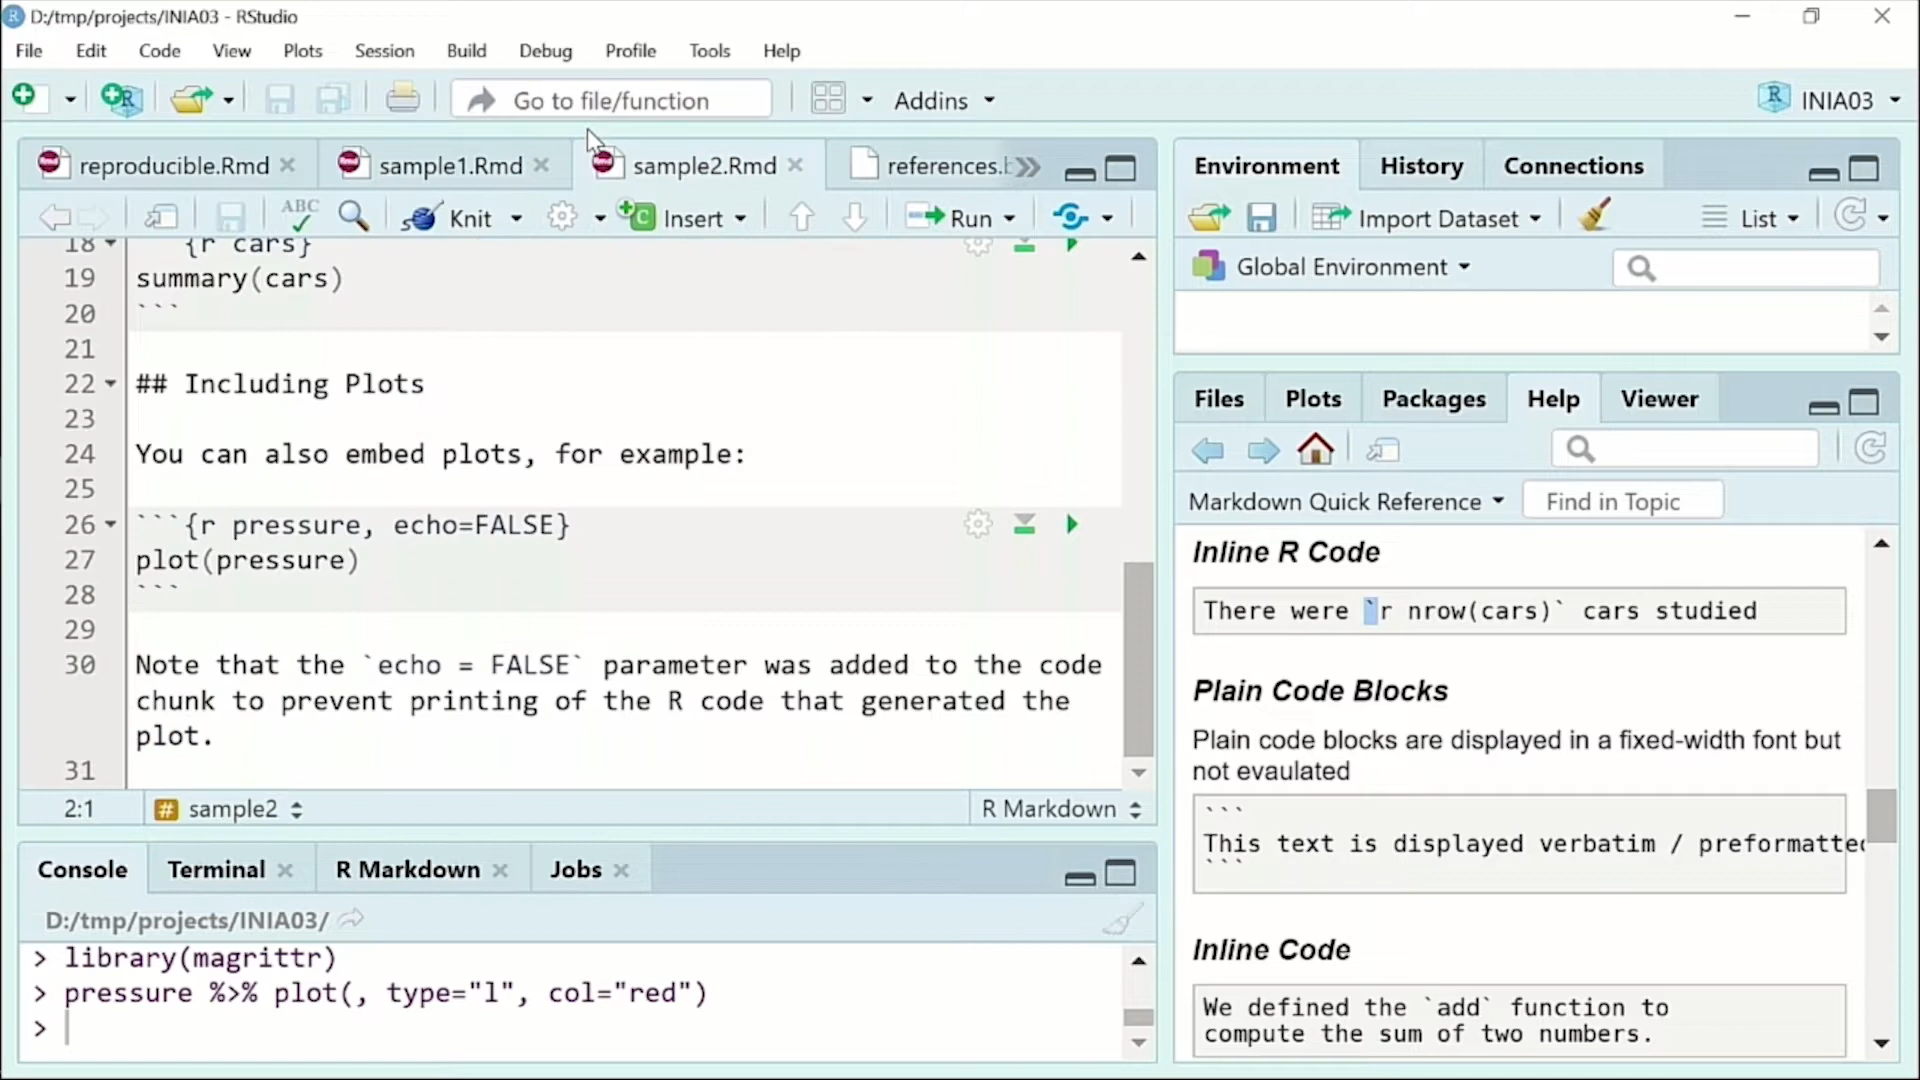 D:/tmp/projects/INIA03 - RStudio
File Edit Code View Plots Session Build Debug Profile Tools Help
Go to file/function Addins INIA03
reproducible.Rmd sample1.Rmd sample2.Rmd references.b
ABC Knit Insert Run
18 {r cars}
19 summary(cars)
20 ```
21
22 ## Including Plots
23
24 You can also embed plots, for example:
25
26 ```{r pressure, echo=FALSE}
27 plot(pressure)
28 ```
29
30 Note that the `echo = FALSE` parameter was added to the code
chunk to prevent printing of the R code that generated the
plot.
31
2:1 # sample2 R Markdown
Console Terminal R Markdown Jobs
D:/tmp/projects/INIA03/
> library(magrittr)
> pressure %>% plot(, type="l", col="red")
>
Environment History Connections
Import Dataset List
Global Environment
Files Plots Packages Help Viewer
Markdown Quick Reference Find in Topic
Inline R Code
There were `r nrow(cars)` cars studied
Plain Code Blocks
Plain code blocks are displayed in a fixed-width font but
not evaulated
```
This text is displayed verbatim / preformatted
```
Inline Code
We defined the `add` function to
compute the sum of two numbers.